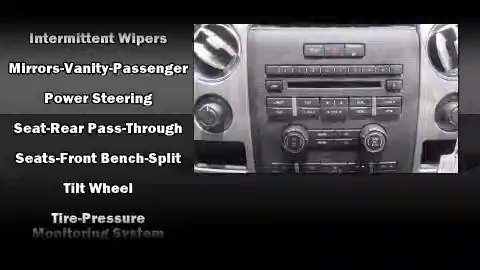 Intermittent Wipers
Mirrors-Vanity-Passenger
Power Steering
Seat-Rear Pass-Through
Seats-Front Bench-Split
Tilt Wheel
Tire-Pressure
Monitoring System